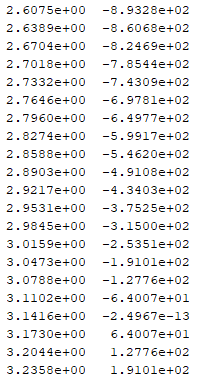 2.6075e+00 -8.9328e+02
2.6389e+00 -8.6068e+02
2.6704e+00 -8.2469e+02
2.7018e+00 -7.8544e+02
2.7332e+00 -7.4309e+02
2.7646e+00 -6.9781e+02
2.7960e+00 -6.4977e+02
2.8274e+00 -5.9917e+02
2.8588e+00 -5.4620e+02
2.8903e+00 -4.9108e+02
2.9217e+00 -4.3403e+02
2.9531e+00 -3.7525e+02
2.9845e+00 -3.1500e+02
3.0159e+00 -2.5351e+02
3.0473e+00 -1.9101e+02
3.0788e+00 -1.2776e+02
3.1102e+00 -6.4007e+01
3.1416e+00 -2.4967e-13
3.1730e+00 6.4007e+01
3.2044e+00 1.2776e+02
3.2358e+00 1.9101e+02